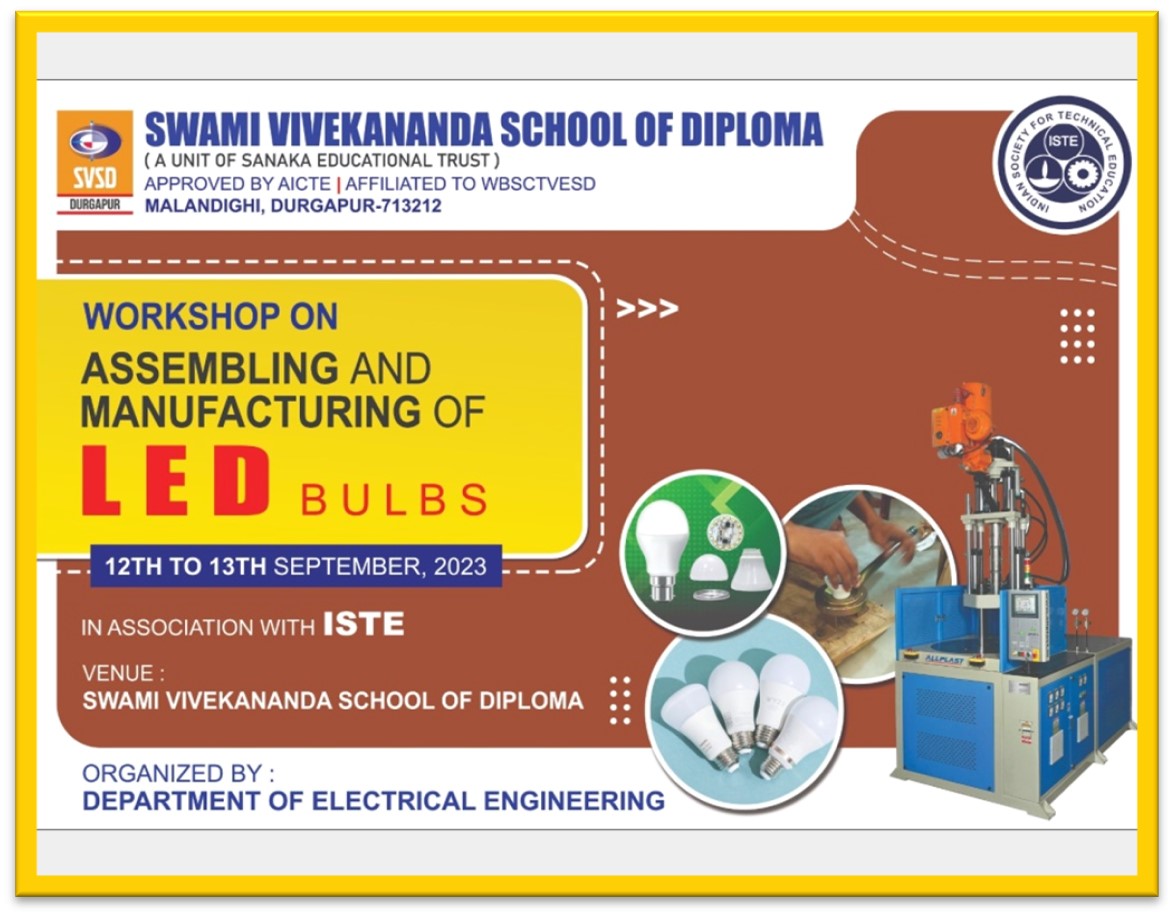 SVSD
DURGAPUR
SWAMI VIVEKANANDA SCHOOL OF DIPLOMA
( A UNIT OF SANAKA EDUCATIONAL TRUST )
APPROVED BY AICTE | AFFILIATED TO WBSCTVESD
MALANDIGHI, DURGAPUR-713212
INDIAN SOCIETY FOR TECHNICAL EDUCATION
ISTE
WORKSHOP ON
>>>
ASSEMBLING AND
MANUFACTURING OF
LED BULBS
12TH TO 13TH SEPTEMBER, 2023
IN ASSOCIATION WITH ISTE
VENUE :
SWAMI VIVEKANANDA SCHOOL OF DIPLOMA
ALLPLAST
ORGANIZED BY :
DEPARTMENT OF ELECTRICAL ENGINEERING